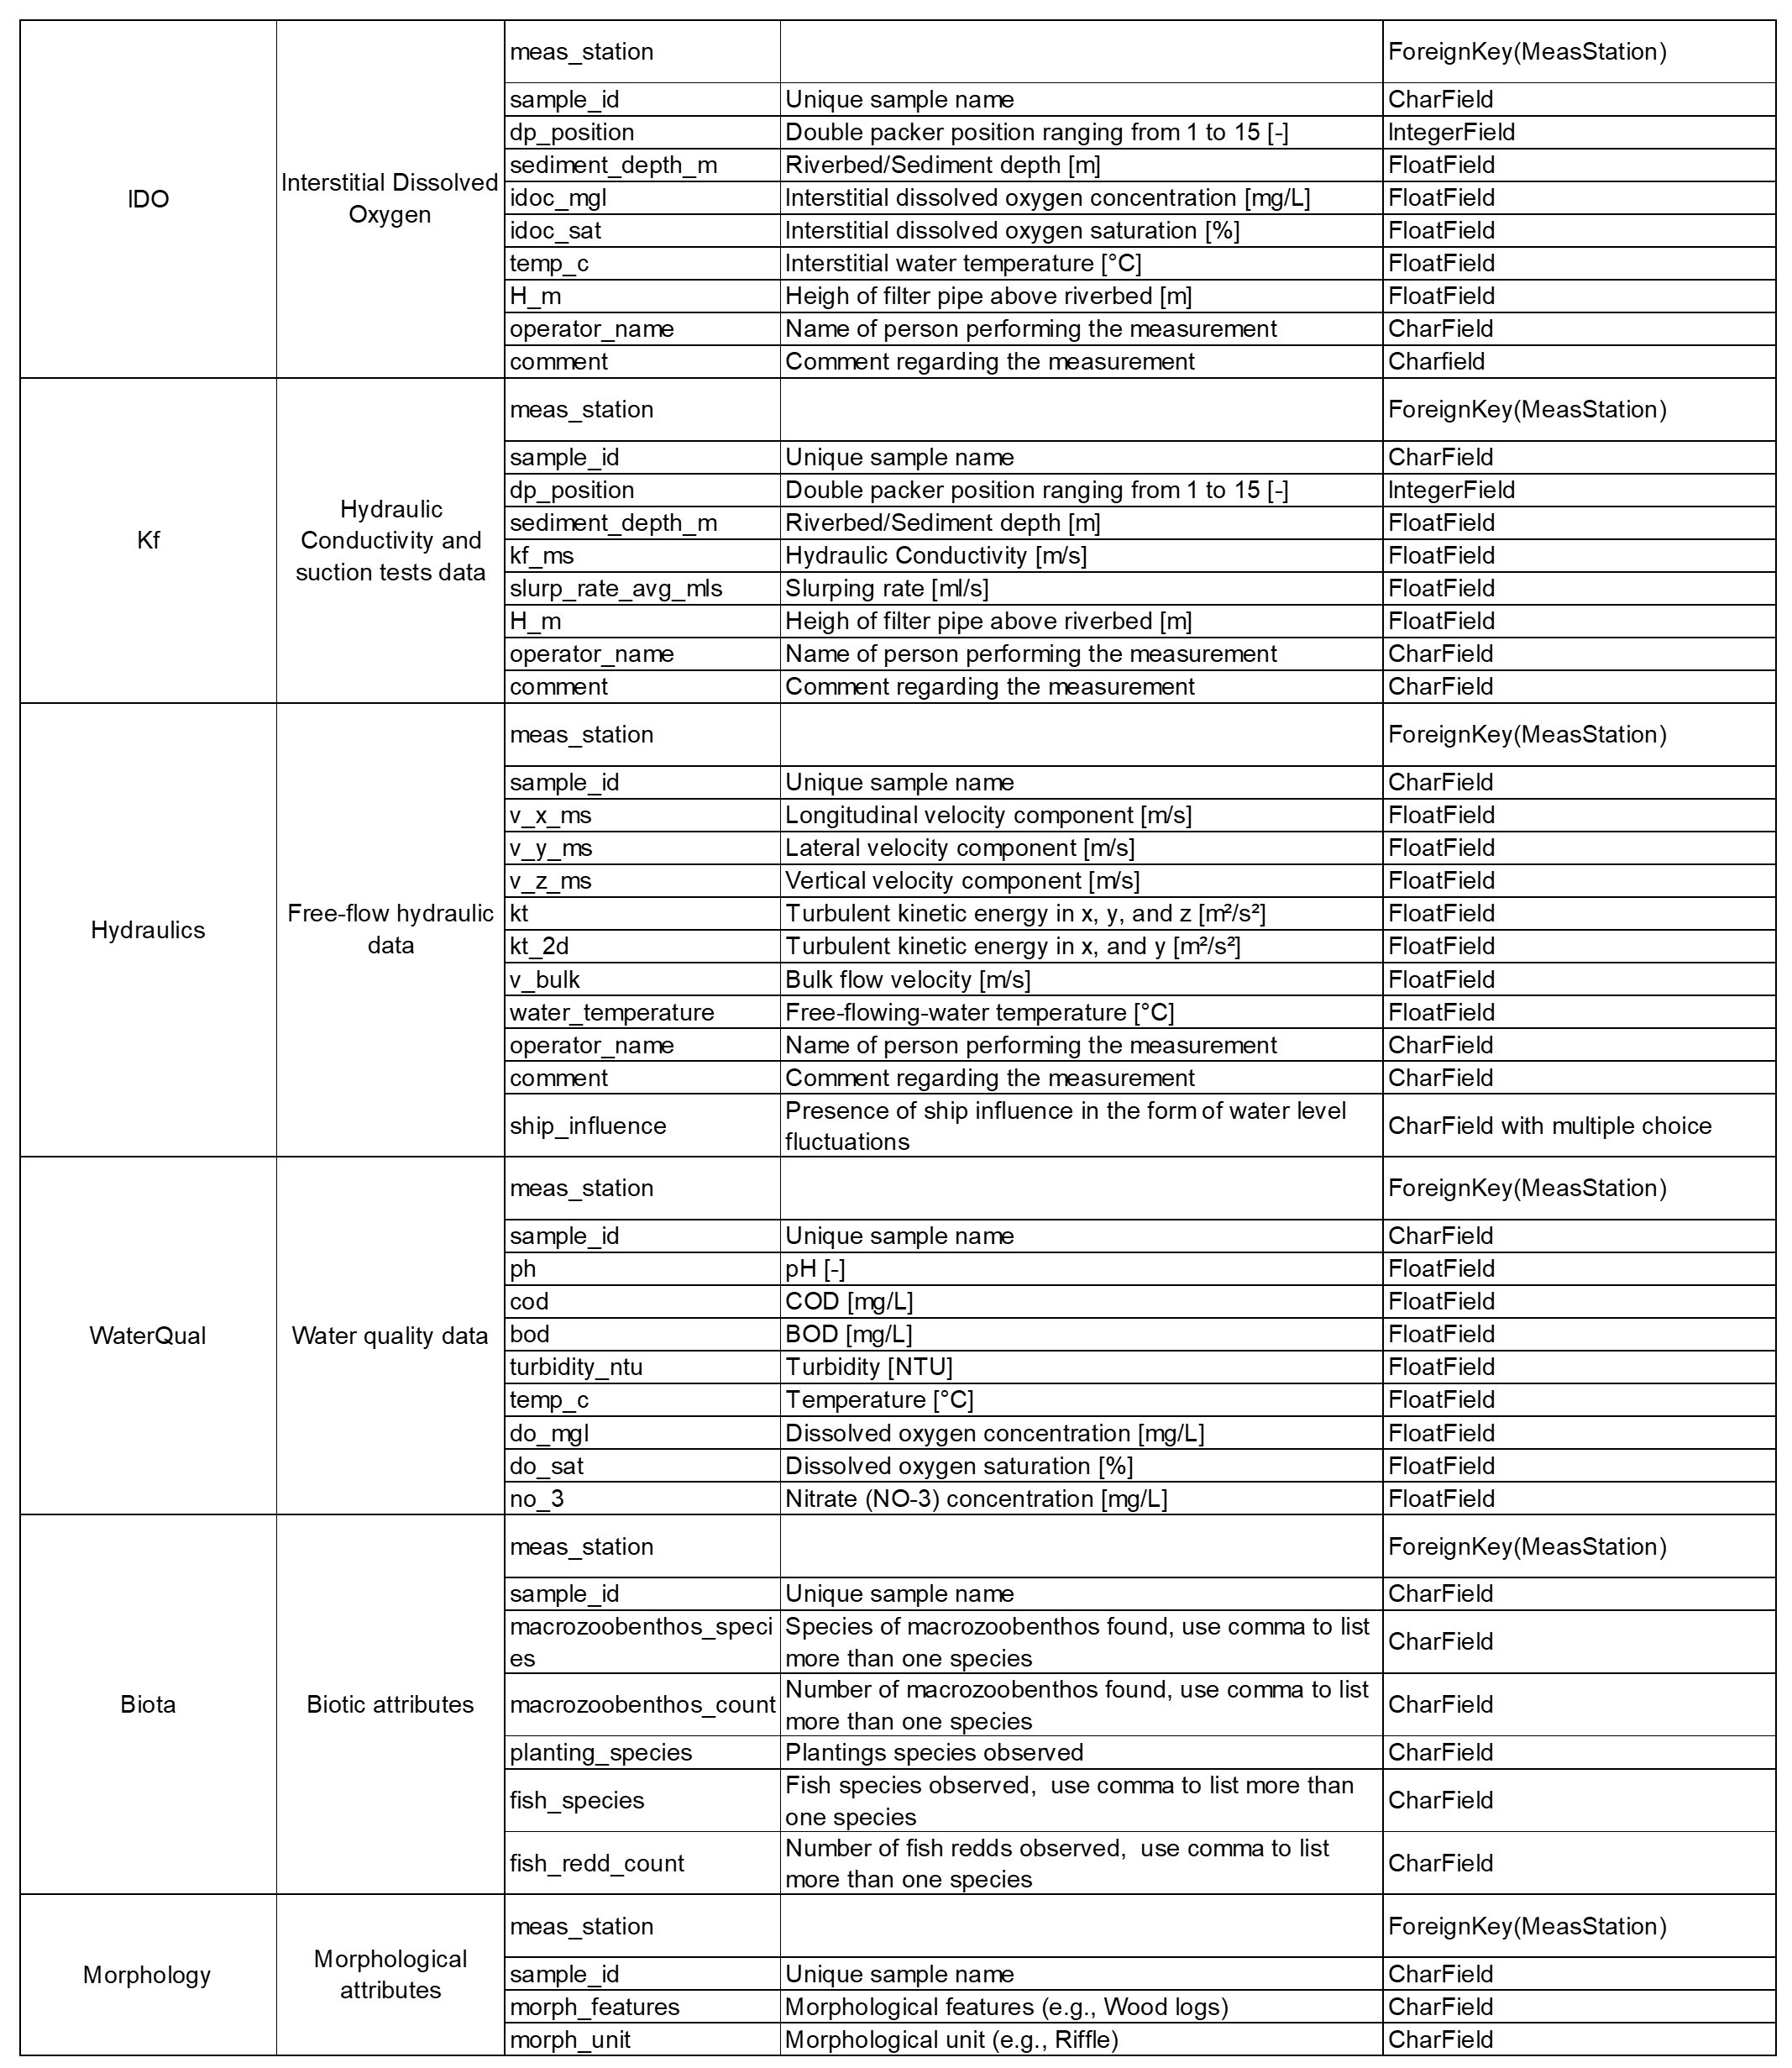 IDO
Interstitial Dissolved
Oxygen
meas_station
ForeignKey(MeasStation)
sample_id
Unique sample name
CharField
dp_position
Double packer position ranging from 1 to 15 [-]
IntegerField
sediment_depth_m
Riverbed/Sediment depth [m]
FloatField
idoc_mgl
Interstitial dissolved oxygen concentration [mg/L]
FloatField
idoc_sat
Interstitial dissolved oxygen saturation [%]
FloatField
temp_c
Interstitial water temperature [°C]
FloatField
H_m
Heigh of filter pipe above riverbed [m]
FloatField
operator_name
Name of person performing the measurement
CharField
comment
Comment regarding the measurement
Charfield
Kf
Hydraulic
Conductivity and
suction tests data
meas_station
ForeignKey(MeasStation)
sample_id
Unique sample name
CharField
dp_position
Double packer position ranging from 1 to 15 [-]
IntegerField
sediment_depth_m
Riverbed/Sediment depth [m]
FloatField
kf_ms
Hydraulic Conductivity [m/s]
FloatField
slurp_rate_avg_mls
Slurping rate [ml/s]
FloatField
H_m
Heigh of filter pipe above riverbed [m]
FloatField
operator_name
Name of person performing the measurement
CharField
comment
Comment regarding the measurement
CharField
Hydraulics
Free-flow hydraulic
data
meas_station
ForeignKey(MeasStation)
sample_id
Unique sample name
CharField
v_x_ms
Longitudinal velocity component [m/s]
FloatField
v_y_ms
Lateral velocity component [m/s]
FloatField
v_z_ms
Vertical velocity component [m/s]
FloatField
kt
Turbulent kinetic energy in x, y, and z [m²/s²]
FloatField
kt_2d
Turbulent kinetic energy in x, and y [m²/s²]
FloatField
v_bulk
Bulk flow velocity [m/s]
FloatField
water_temperature
Free-flowing-water temperature [°C]
FloatField
operator_name
Name of person performing the measurement
CharField
comment
Comment regarding the measurement
CharField
ship_influence
Presence of ship influence in the form of water level
fluctuations
CharField with multiple choice
WaterQual
Water quality data
meas_station
ForeignKey(MeasStation)
sample_id
Unique sample name
CharField
ph
pH [-]
FloatField
cod
COD [mg/L]
FloatField
bod
BOD [mg/L]
FloatField
turbidity_ntu
Turbidity [NTU]
FloatField
temp_c
Temperature [°C]
FloatField
do_mgl
Dissolved oxygen concentration [mg/L]
FloatField
do_sat
Dissolved oxygen saturation [%]
FloatField
no_3
Nitrate (NO-3) concentration [mg/L]
FloatField
Biota
Biotic attributes
meas_station
ForeignKey(MeasStation)
sample_id
Unique sample name
CharField
macrozoobenthos_speci
es
Species of macrozoobenthos found, use comma to list
more than one species
CharField
macrozoobenthos_count
Number of macrozoobenthos found, use comma to list
more than one species
CharField
planting_species
Plantings species observed
CharField
fish_species
Fish species observed,  use comma to list more than
one species
CharField
fish_redd_count
Number of fish redds observed,  use comma to list
more than one species
CharField
Morphology
Morphological
attributes
meas_station
ForeignKey(MeasStation)
sample_id
Unique sample name
CharField
morph_features
Morphological features (e.g., Wood logs)
CharField
morph_unit
Morphological unit (e.g., Riffle)
CharField